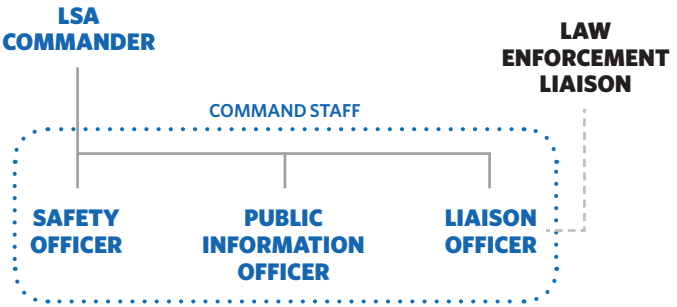 LSA
COMMANDER
LAW
ENFORCEMENT
LIAISON
COMMAND STAFF
SAFETY
OFFICER
PUBLIC
INFORMATION
OFFICER
LIAISON
OFFICER